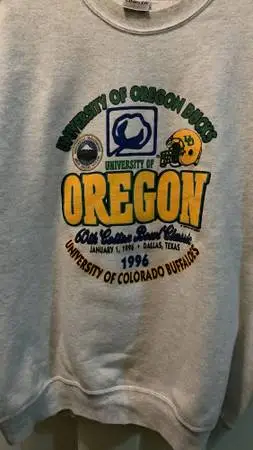 UNIVERSITY OF OREGON DUCKS
UO
UNIVERSITY OF
OREGON
60th Cotton Bowl Classic
JANUARY 1, 1996 • DALLAS, TEXAS
1996
UNIVERSITY OF COLORADO BUFFALOES